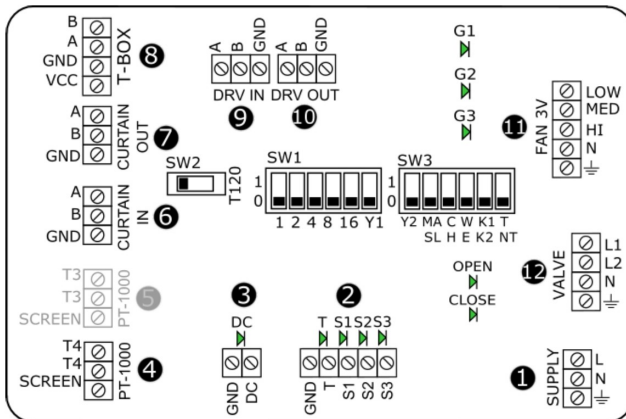 B
A
GND
VCC
T-BOX
8
A
B
GND
CURTAIN
OUT
7
A
B
GND
CURTAIN
IN
6
T3
T3
SCREEN
PT-1000
5
T4
T4
SCREEN
PT-1000
4
A B GND A B GND
DRV IN DRV OUT
9 10
SW2
T120
SW1
1
0
1 2 4 8 16 Y1
SW3
1
0
Y2 MA C W K1 T
SL H E K2 NT
G1
G2
G3
11
FAN 3V
LOW
MED
HI
N
OPEN
CLOSE
12
VALVE
L1
L2
N
3
DC
GND DC
2
T S1 S2 S3
GND T S1 S2 S3
1
SUPPLY
L
N